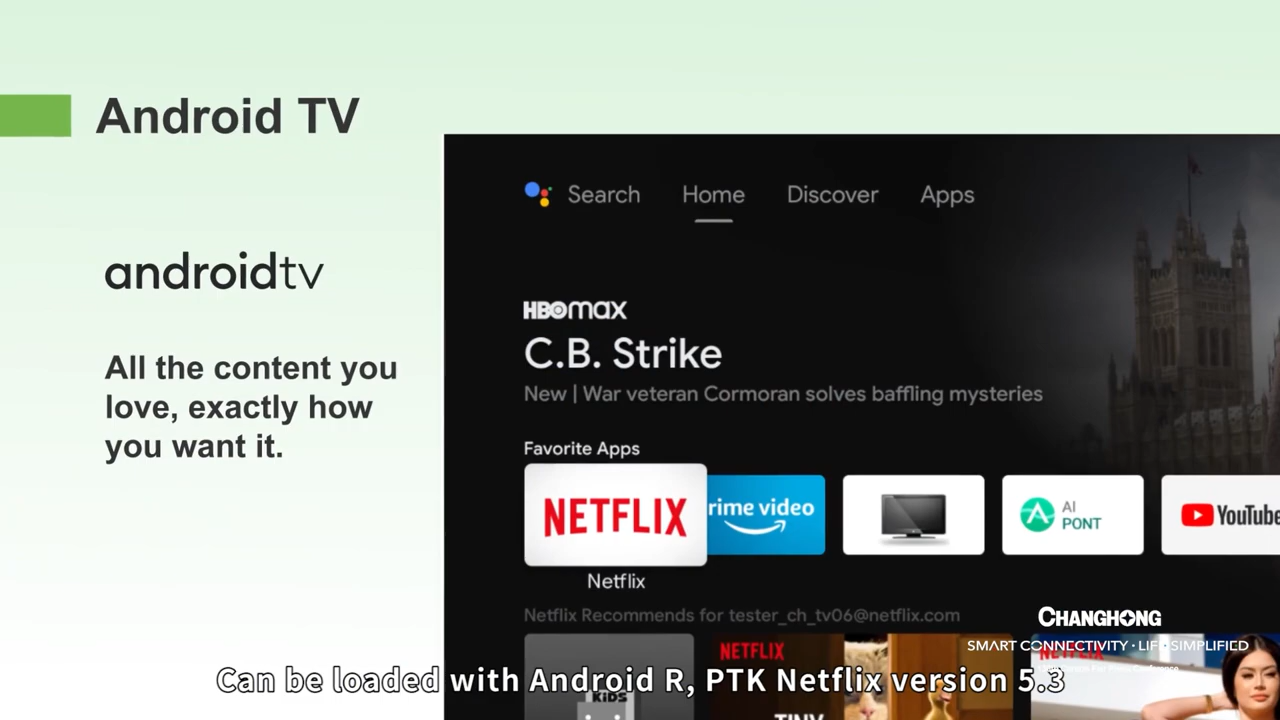 Android TV
androidtv
All the content you
love, exactly how
you want it.
Search Home Discover Apps
HBOmax
C.B. Strike
New | War veteran Cormoran solves baffling mysteries
Favorite Apps
NETFLIX
rime video
AI
PONT
YouTube
Netflix
Netflix Recommends for tester_ch_tv06@netflix.com
CHANGHONG
SMART CONNECTIVITY · LIFE SIMPLIFIED
NETFLIX
NETFLIX
Can be loaded with Android R, PTK Netflix version 5.3
KIDS
TINY